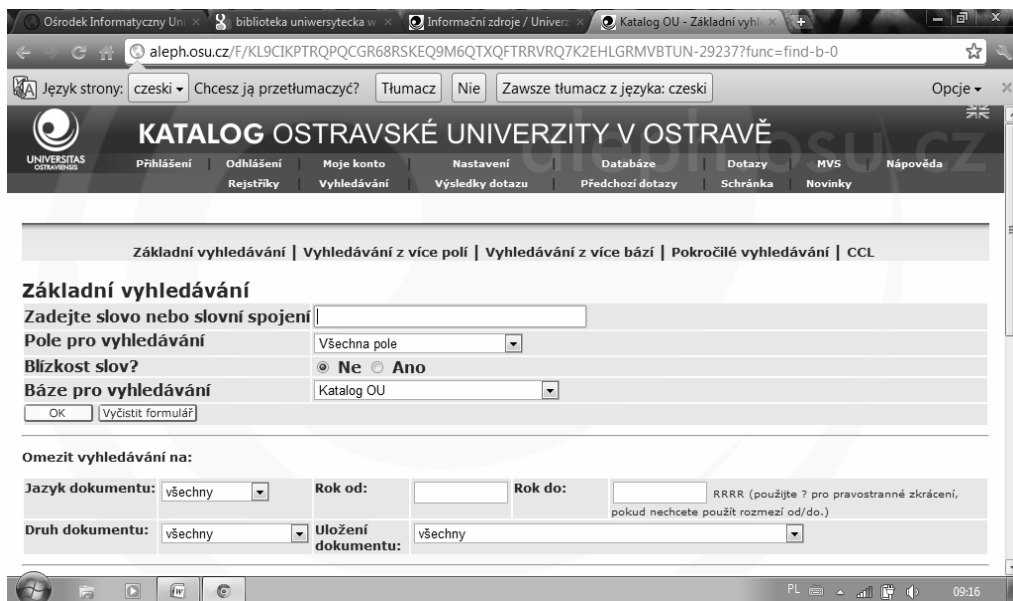 Ośrodek Informatyczny Uni
biblioteka uniwersytecka w
Informační zdroje / Univerz
Katalog OU - Základní vyhl
aleph.osu.cz/F/KL9CIKPTRQPQCGR68RSKEQ9M6QTXQFTRRVRQ7K2EHLGRMVBTUN-29237?func=find-b-0
Język strony: czeski Chcesz ją przetłumaczyć? Tłumacz Nie Zawsze tłumacz z języka: czeski Opcje
UNIVERSITAS
OSTRAVIENSIS
KATALOG OSTRAVSKÉ UNIVERZITY V OSTRAVĚ
aleph.osu.cz
Přihlášení | Odhlášení | Moje konto | Nastavení | Databáze | Dotazy | MVS | Nápověda
Rejstříky | Vyhledávání | Výsledky dotazu | Předchozí dotazy | Schránka | Novinky
Základní vyhledávání | Vyhledávání z více polí | Vyhledávání z více bází | Pokročilé vyhledávání | CCL
Základní vyhledávání
Zadejte slovo nebo slovní spojení
Pole pro vyhledávání Všechna pole
Blízkost slov? Ne Ano
Báze pro vyhledávání Katalog OU
OK Vyčistit formulář
Omezit vyhledávání na:
Jazyk dokumentu: všechny Rok od: Rok do: RRRR (použijte ? pro pravostranné zkrácení,
pokud nechcete použít rozmezí od/do.)
Druh dokumentu: všechny Uložení
dokumentu: všechny
PL 09:16